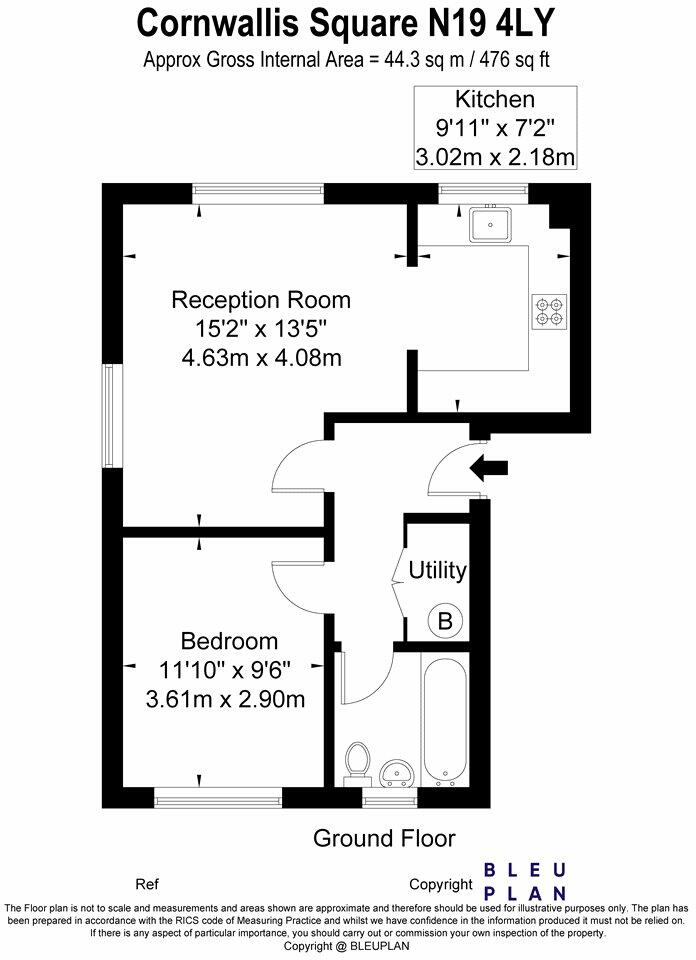 Cornwallis Square N19 4LY
Approx Gross Internal Area = 44.3 sq m / 476 sq ft
Kitchen
9'11" x 7'2"
3.02m x 2.18m
Reception Room
15'2" x 13'5"
4.63m x 4.08m
Utility
B
Bedroom
11'10" x 9'6"
3.61m x 2.90m
Ground Floor
Ref
Copyright
BLEU
PLAN
The Floor plan is not to scale and measurements and areas shown are approximate and therefore should be used for illustrative purposes only. The plan has
been prepared in accordance with the RICS code of Measuring Practice and whilst we have confidence in the information produced it must not be relied on.
If there is any aspect of particular importance, you should carry out or commission your own inspection of the property.
Copyright @ BLEUPLAN